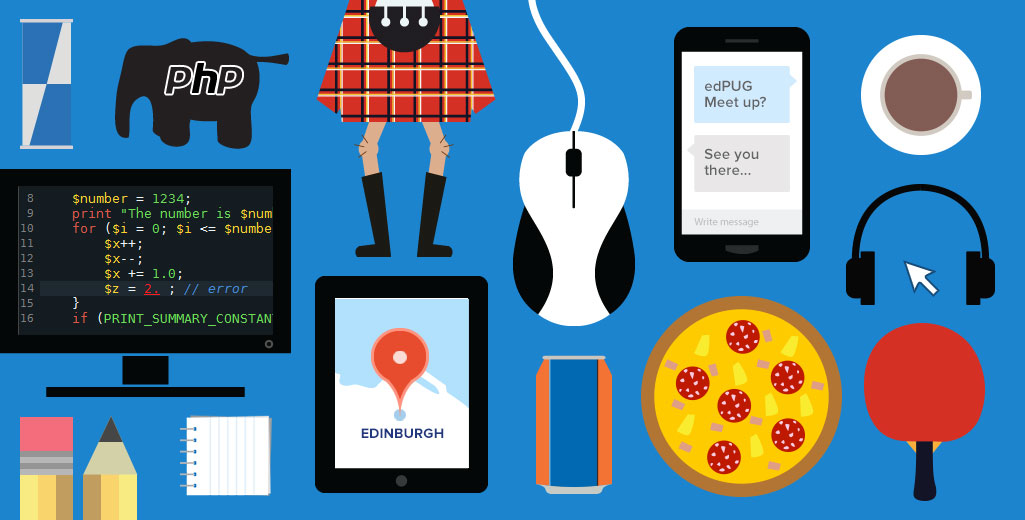 PhP
8 $number = 1234;
9 print "The number is $num
10 for ($i = 0; $i <= $numbe
11 $x++;
12 $x--;
13 $x += 1.0;
14 $z = 2. ; // error
15 }
16 if (PRINT_SUMMARY_CONSTAN
edPUG
Meet up?
See you
there...
Write message
EDINBURGH